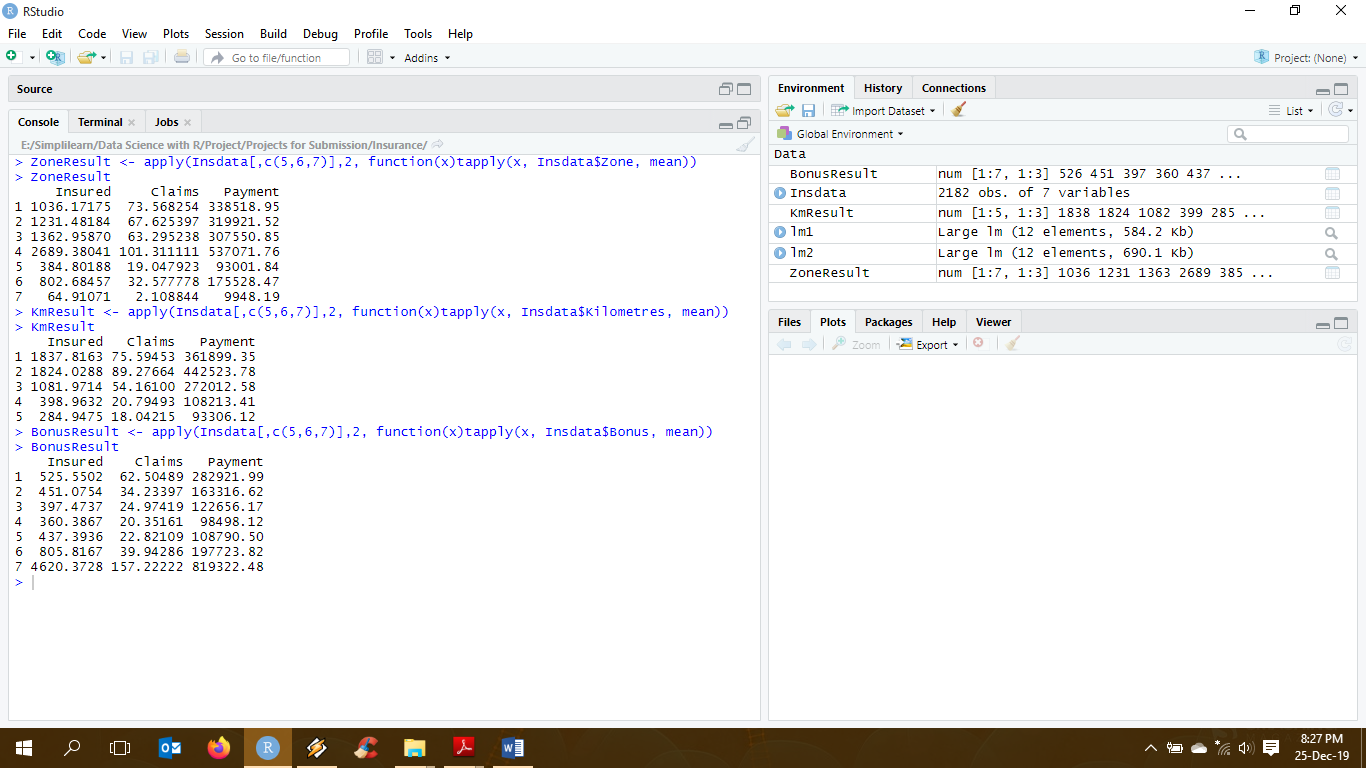 RStudio
File Edit Code View Plots Session Build Debug Profile Tools Help
Go to file/function Addins Project: (None)
Source
Console Terminal Jobs
E:/Simplilearn/Data Science with R/Project/Projects for Submission/Insurance/
> ZoneResult <- apply(Insdata[,c(5,6,7)],2, function(x)tapply(x, Insdata$Zone, mean))
> ZoneResult
Insured Claims Payment
1 1036.17175 73.568254 338518.95
2 1231.48184 67.625397 319921.52
3 1362.95870 63.295238 307550.85
4 2689.38041 101.311111 537071.76
5 384.80188 19.047923 93001.84
6 802.68457 32.577778 175528.47
7 64.91071 2.108844 9948.19
> KmResult <- apply(Insdata[,c(5,6,7)],2, function(x)tapply(x, Insdata$Kilometres, mean))
> KmResult
Insured Claims Payment
1 1837.8163 75.59453 361899.35
2 1824.0288 89.27664 442523.78
3 1081.9714 54.16100 272012.58
4 398.9632 20.79493 108213.41
5 284.9475 18.04215 93306.12
> BonusResult <- apply(Insdata[,c(5,6,7)],2, function(x)tapply(x, Insdata$Bonus, mean))
> BonusResult
Insured Claims Payment
1 525.5502 62.50489 282921.99
2 451.0754 34.23397 163316.62
3 397.4737 24.97419 122656.17
4 360.3867 20.35161 98498.12
5 437.3936 22.82109 108790.50
6 805.8167 39.94286 197723.82
7 4620.3728 157.22222 819322.48
>
Environment History Connections
Import Dataset List
Global Environment
Data
BonusResult num [1:7, 1:3] 526 451 397 360 437 ...
Insdata 2182 obs. of 7 variables
KmResult num [1:5, 1:3] 1838 1824 1082 399 285 ...
lm1 Large lm (12 elements, 584.2 Kb)
lm2 Large lm (12 elements, 690.1 Kb)
ZoneResult num [1:7, 1:3] 1036 1231 1363 2689 385 ...
Files Plots Packages Help Viewer
Zoom Export
8:27 PM
25-Dec-19